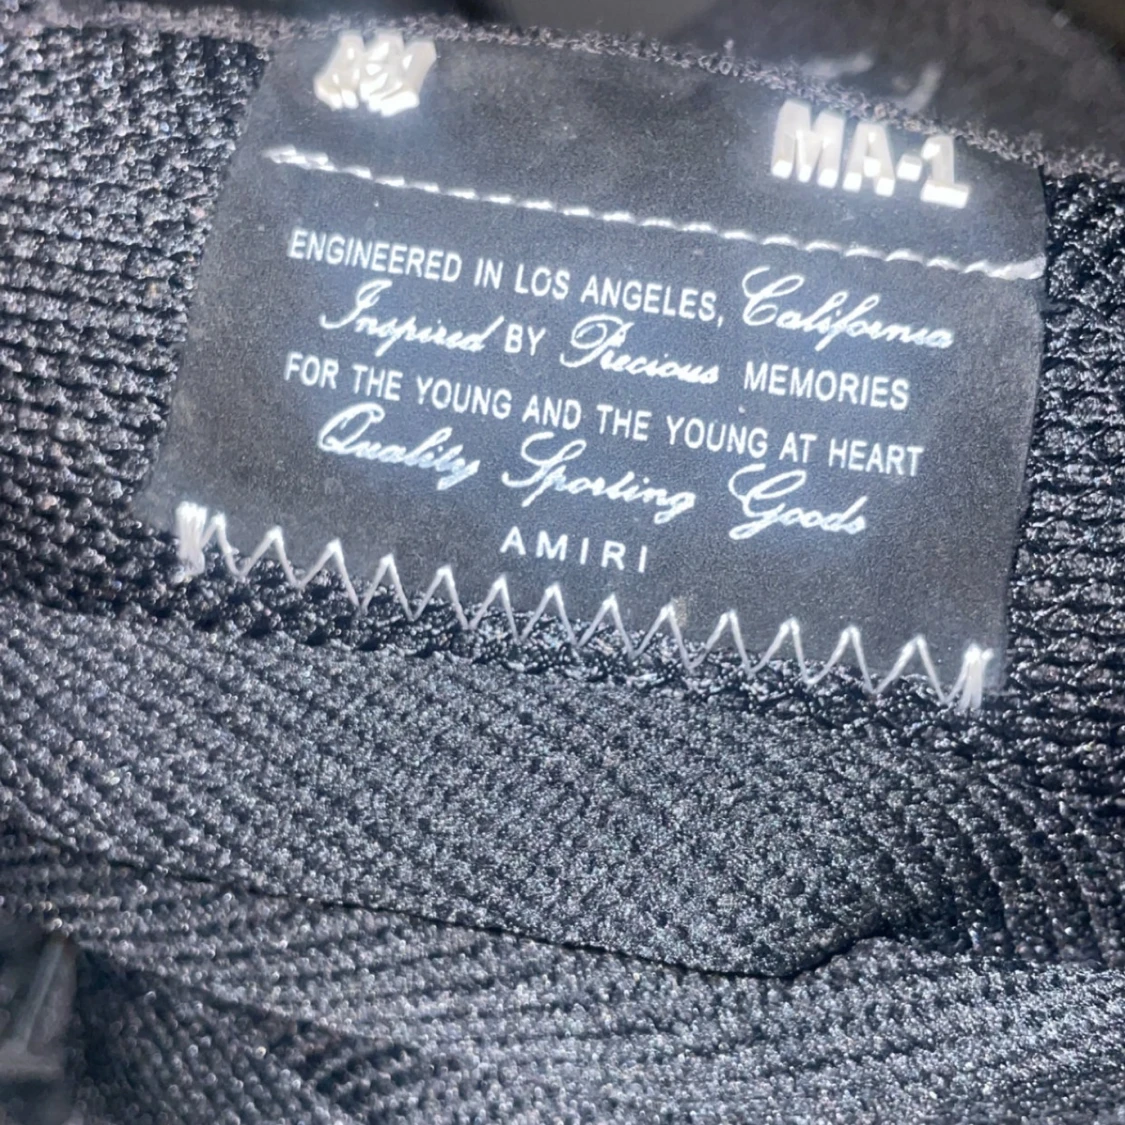 MA-1
ENGINEERED IN LOS ANGELES, California
Inspired BY Precious MEMORIES
FOR THE YOUNG AND THE YOUNG AT HEART
Quality Sporting Goods
AMIRI